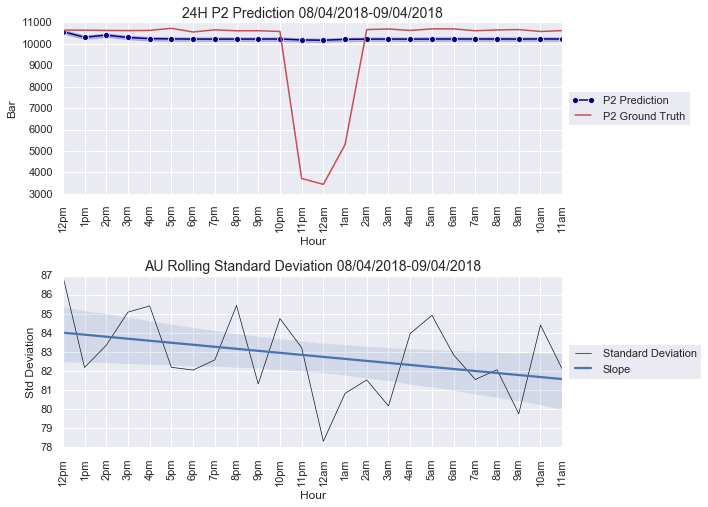 24H P2 Prediction 08/04/2018-09/04/2018
11000
10000
9000
8000
7000
6000
5000
4000
3000
Bar
12pm 1pm 2pm 3pm 4pm 5pm 6pm 7pm 8pm 9pm 10pm 11pm 12am 1am 2am 3am 4am 5am 6am 7am 8am 9am 10am 11am
Hour
P2 Prediction
P2 Ground Truth
AU Rolling Standard Deviation 08/04/2018-09/04/2018
87
86
85
84
83
82
81
80
79
78
Std Deviation
12pm 1pm 2pm 3pm 4pm 5pm 6pm 7pm 8pm 9pm 10pm 11pm 12am 1am 2am 3am 4am 5am 6am 7am 8am 9am 10am 11am
Hour
Standard Deviation
Slope